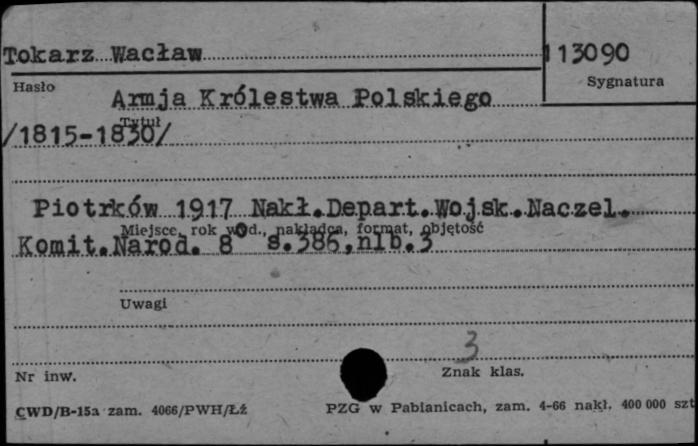 Tokarz Wacław 113090
Hasło Sygnatura
Armja Królestwa Polskiego
Tytuł
/1815-1830/
Piotrków 1917 Nakł.Depart.Wojsk.Naczel.
Miejsce, rok wyd., nakładca, format, objętość
Komit.Narod. 8° s.386,nlb.3
Uwagi
3
Nr inw. Znak klas.
CWD/B-15a zam. 4066/PWH/Łź PZG w Pabianicach, zam. 4-66 nakł. 400 000 szt